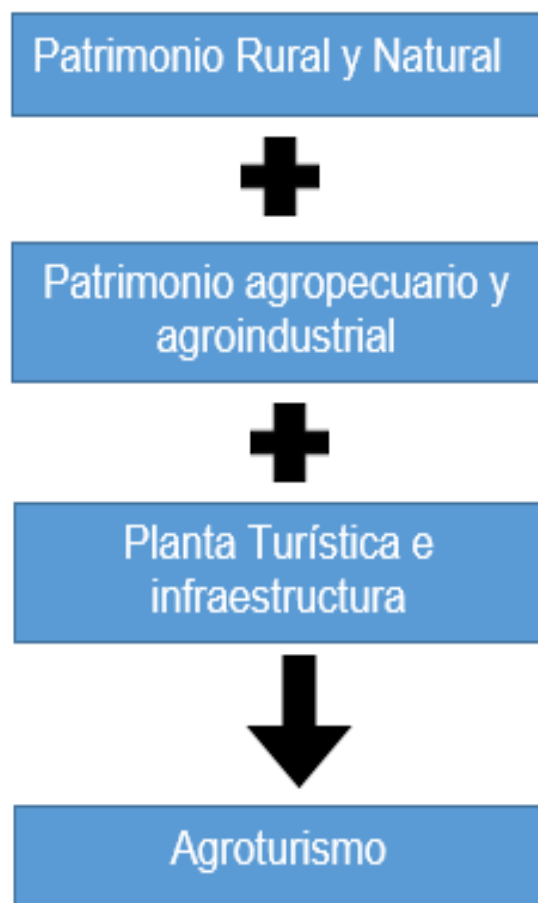 Patrimonio Rural y Natural
Patrimonio agropecuario y
agroindustrial
Planta Turística e
infraestructura
Agroturismo